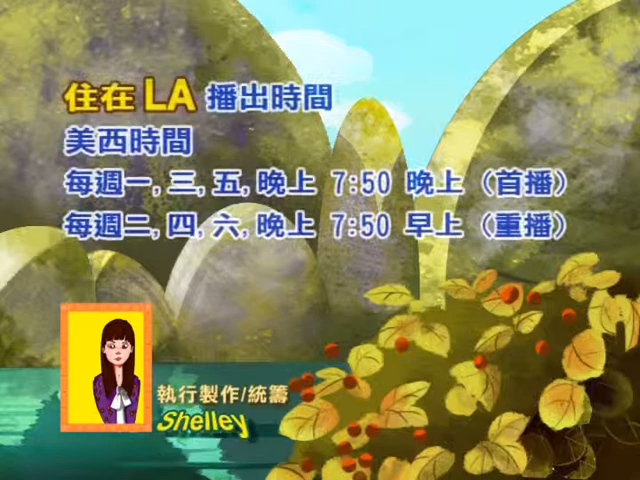 住在 LA 播出時間
美西時間
每週一,三,五,晚上 7:50 晚上 (首播)
每週二,四,六,晚上 7:50 早上 (重播)
執行製作/統籌
Shelley